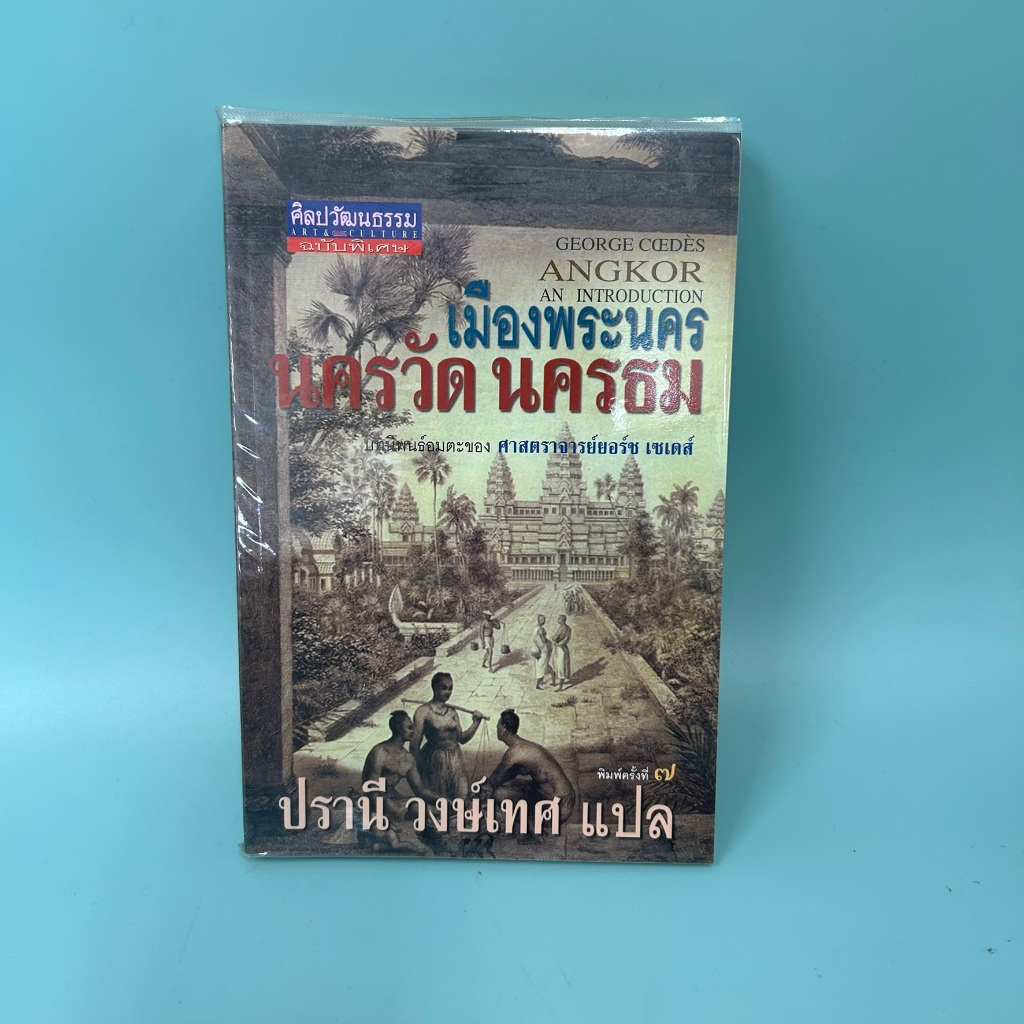 ศิลปวัฒนธรรม
ART & CULTURE
ฉบับพิเศษ
GEORGE CŒDÈS
ANGKOR
AN INTRODUCTION
เมืองพระนคร
นครวัด นครธม
บทนิพนธ์อมตะของ ศาสตราจารย์ยอร์ช เซเดส์
พิมพ์ครั้งที่ ๗
ปรานี วงษ์เทศ แปล